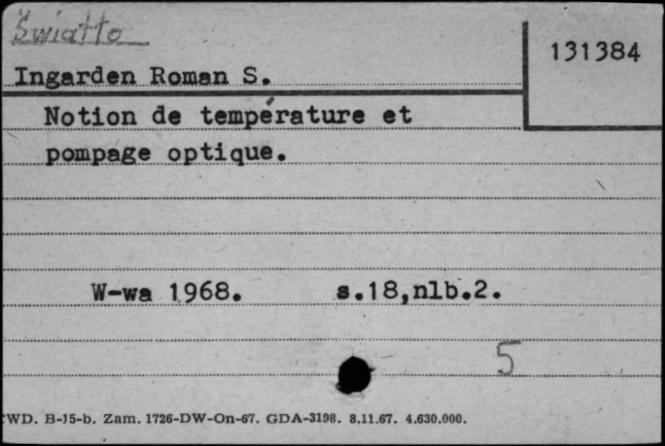 Światło
131384
Ingarden Roman S.
Notion de température et
pompage optique.
W-wa 1968. s.18,nlb.2.
5
WD. B-15-b. Zam. 1726-DW-On-67. GDA-3198. 8.11.67. 4.630.000.